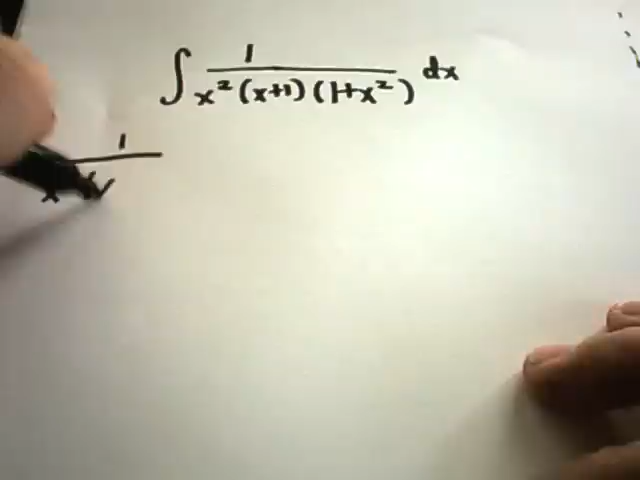 ∫ 1/(x²(x+1)(1+x²)) dx
1/x